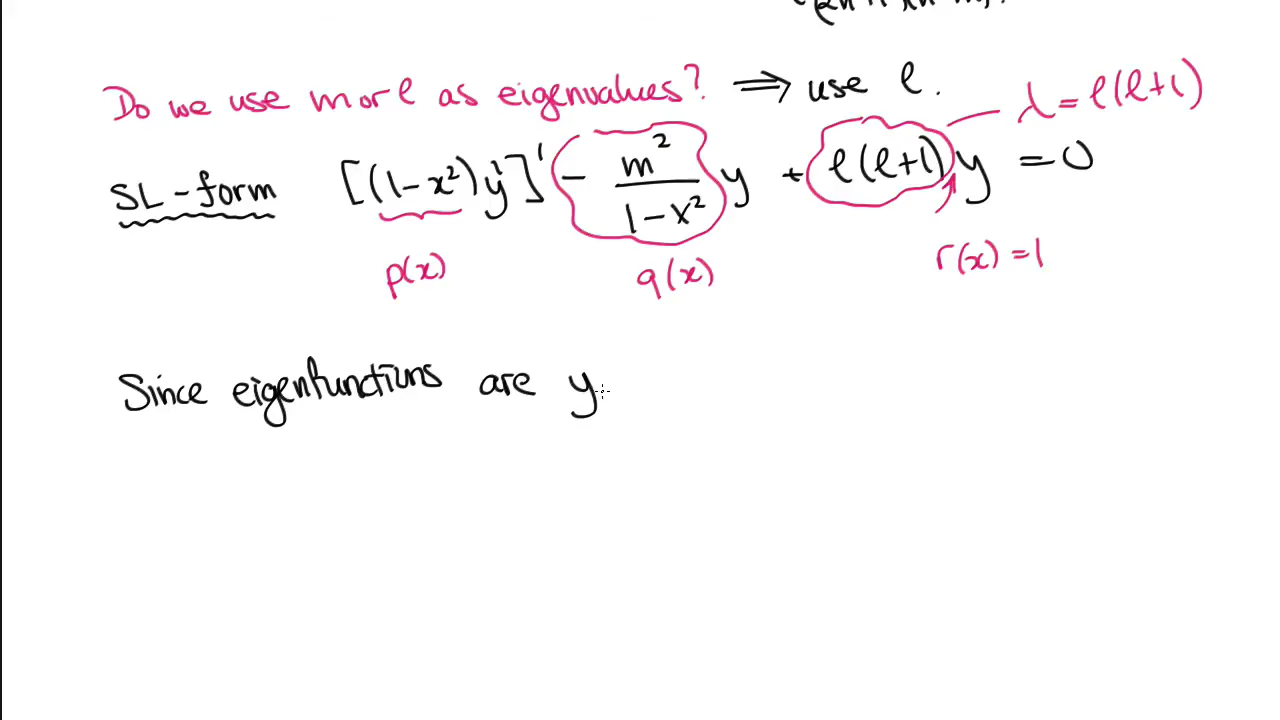 Do we use m or l as eigenvalues? ⟹ use l.
λ = l(l+1)
SL-form [(1-x²)y']' - m²/(1-x²) y + l(l+1)y = 0
p(x) q(x) r(x) = 1
Since eigenfunctions are y